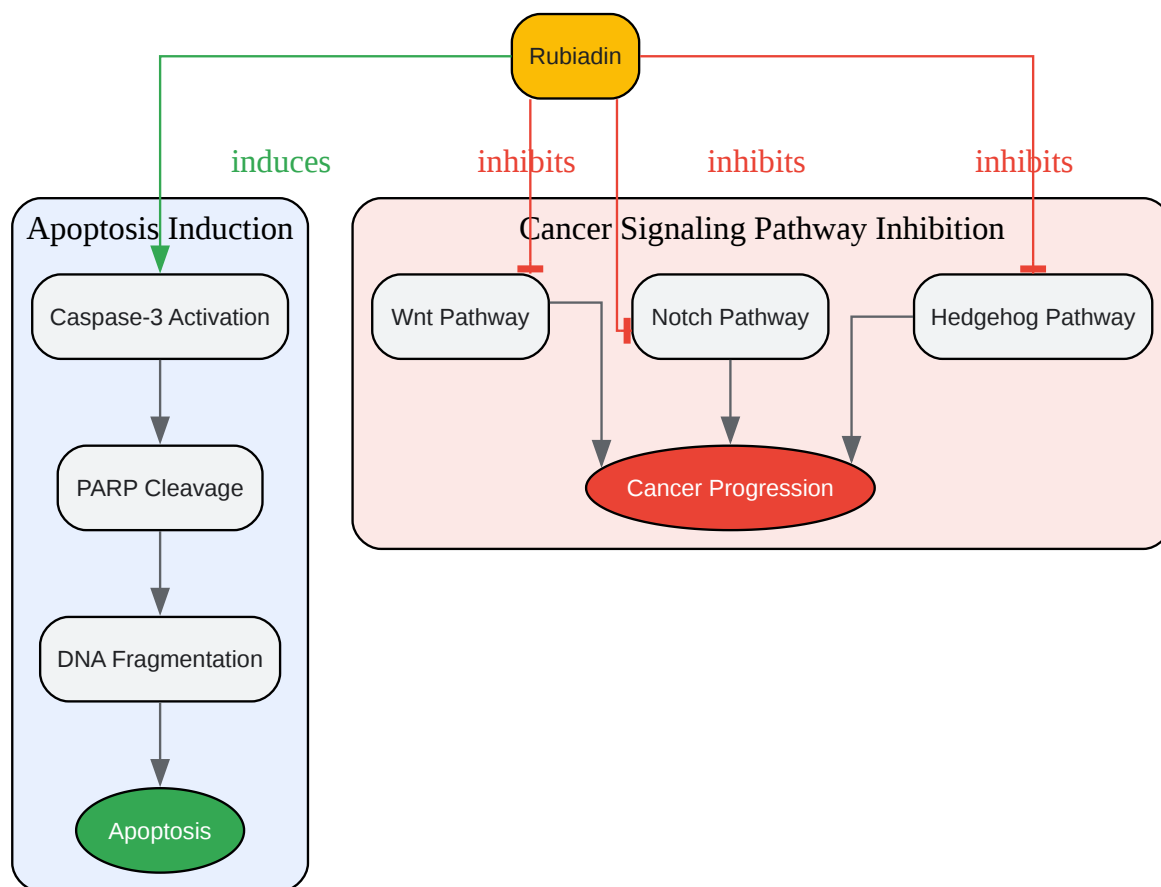 Rubiadin
induces
inhibits
inhibits
inhibits
Apoptosis Induction
Cancer Signaling Pathway Inhibition
Caspase-3 Activation
Wnt Pathway
Notch Pathway
Hedgehog Pathway
PARP Cleavage
Cancer Progression
DNA Fragmentation
Apoptosis